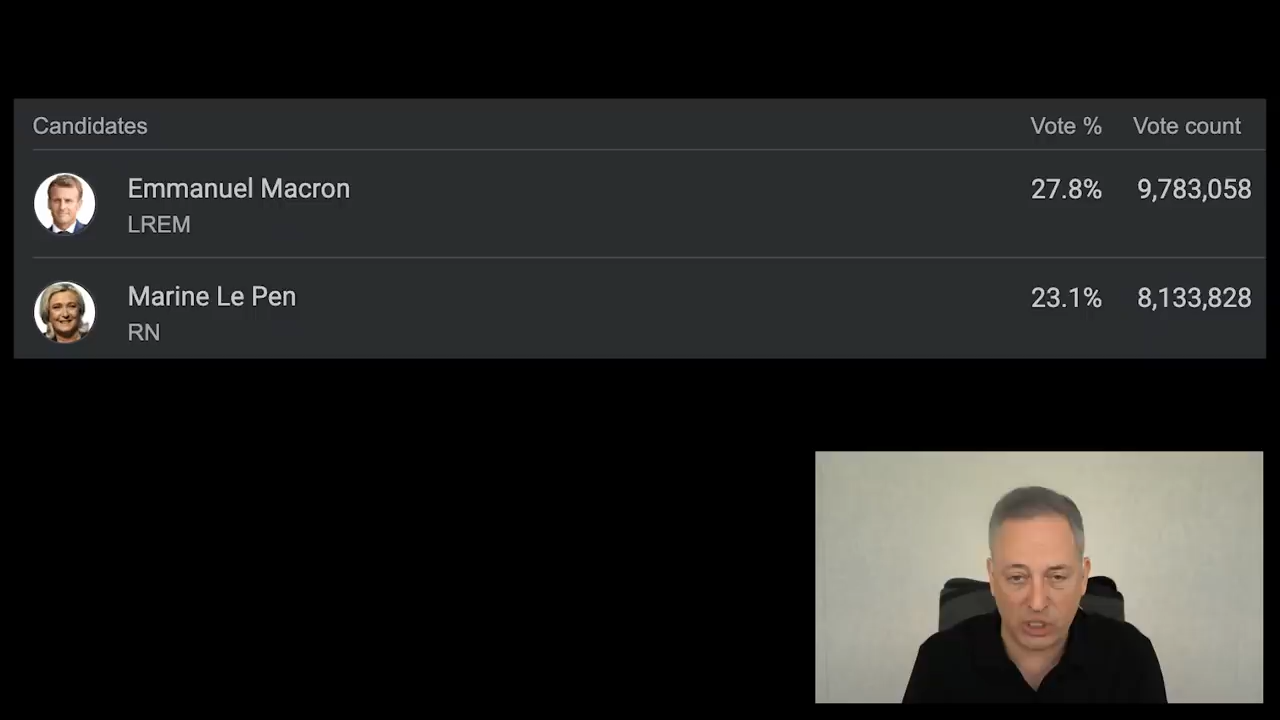 Candidates Vote % Vote count
Emmanuel Macron 27.8% 9,783,058
LREM
Marine Le Pen 23.1% 8,133,828
RN